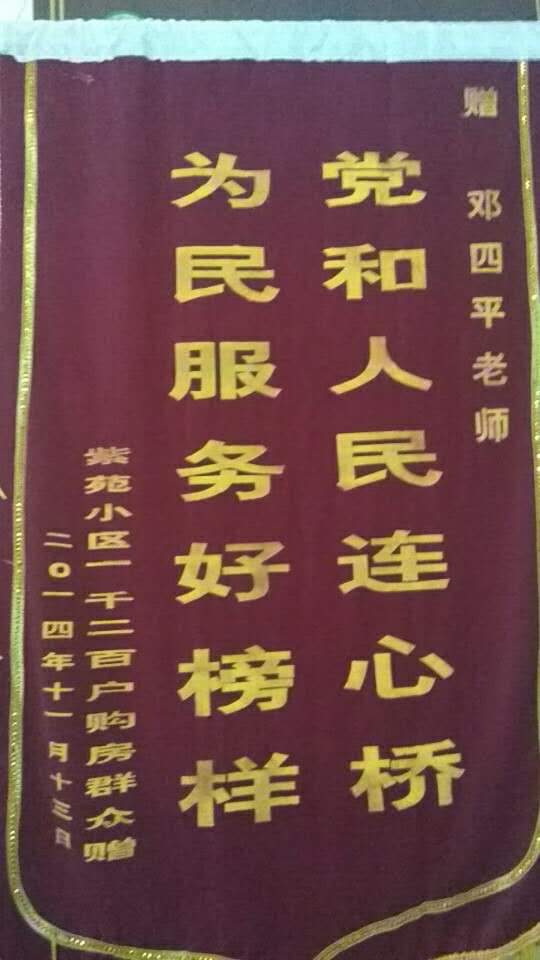 赠 邓四平老师
党和人民连心桥
为民服务好榜样
紫苑小区一千二百户购房群众赠
二0一四年十一月十三日